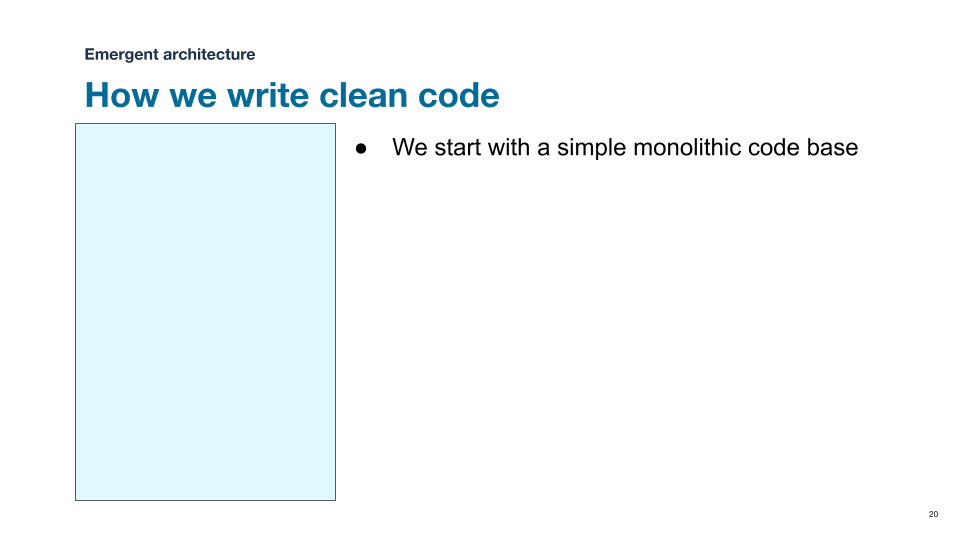 Emergent architecture
How we write clean code
● We start with a simple monolithic code base
20